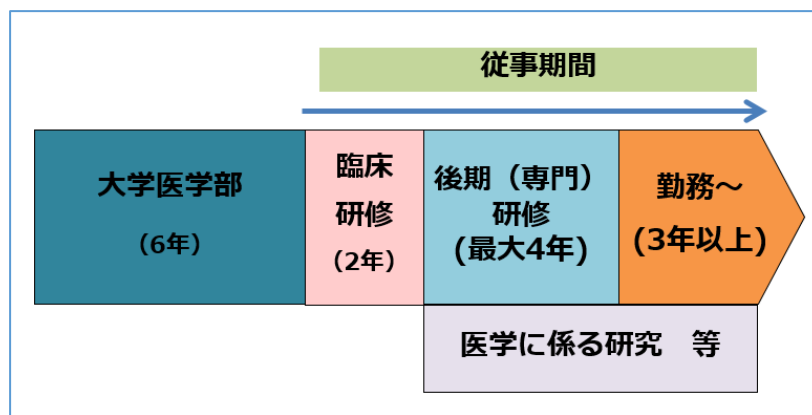 従事期間
大学医学部
（6年）
臨床
研修
（2年）
後期（専門）
研修
(最大4年)
勤務～
(3年以上)
医学に係る研究　等